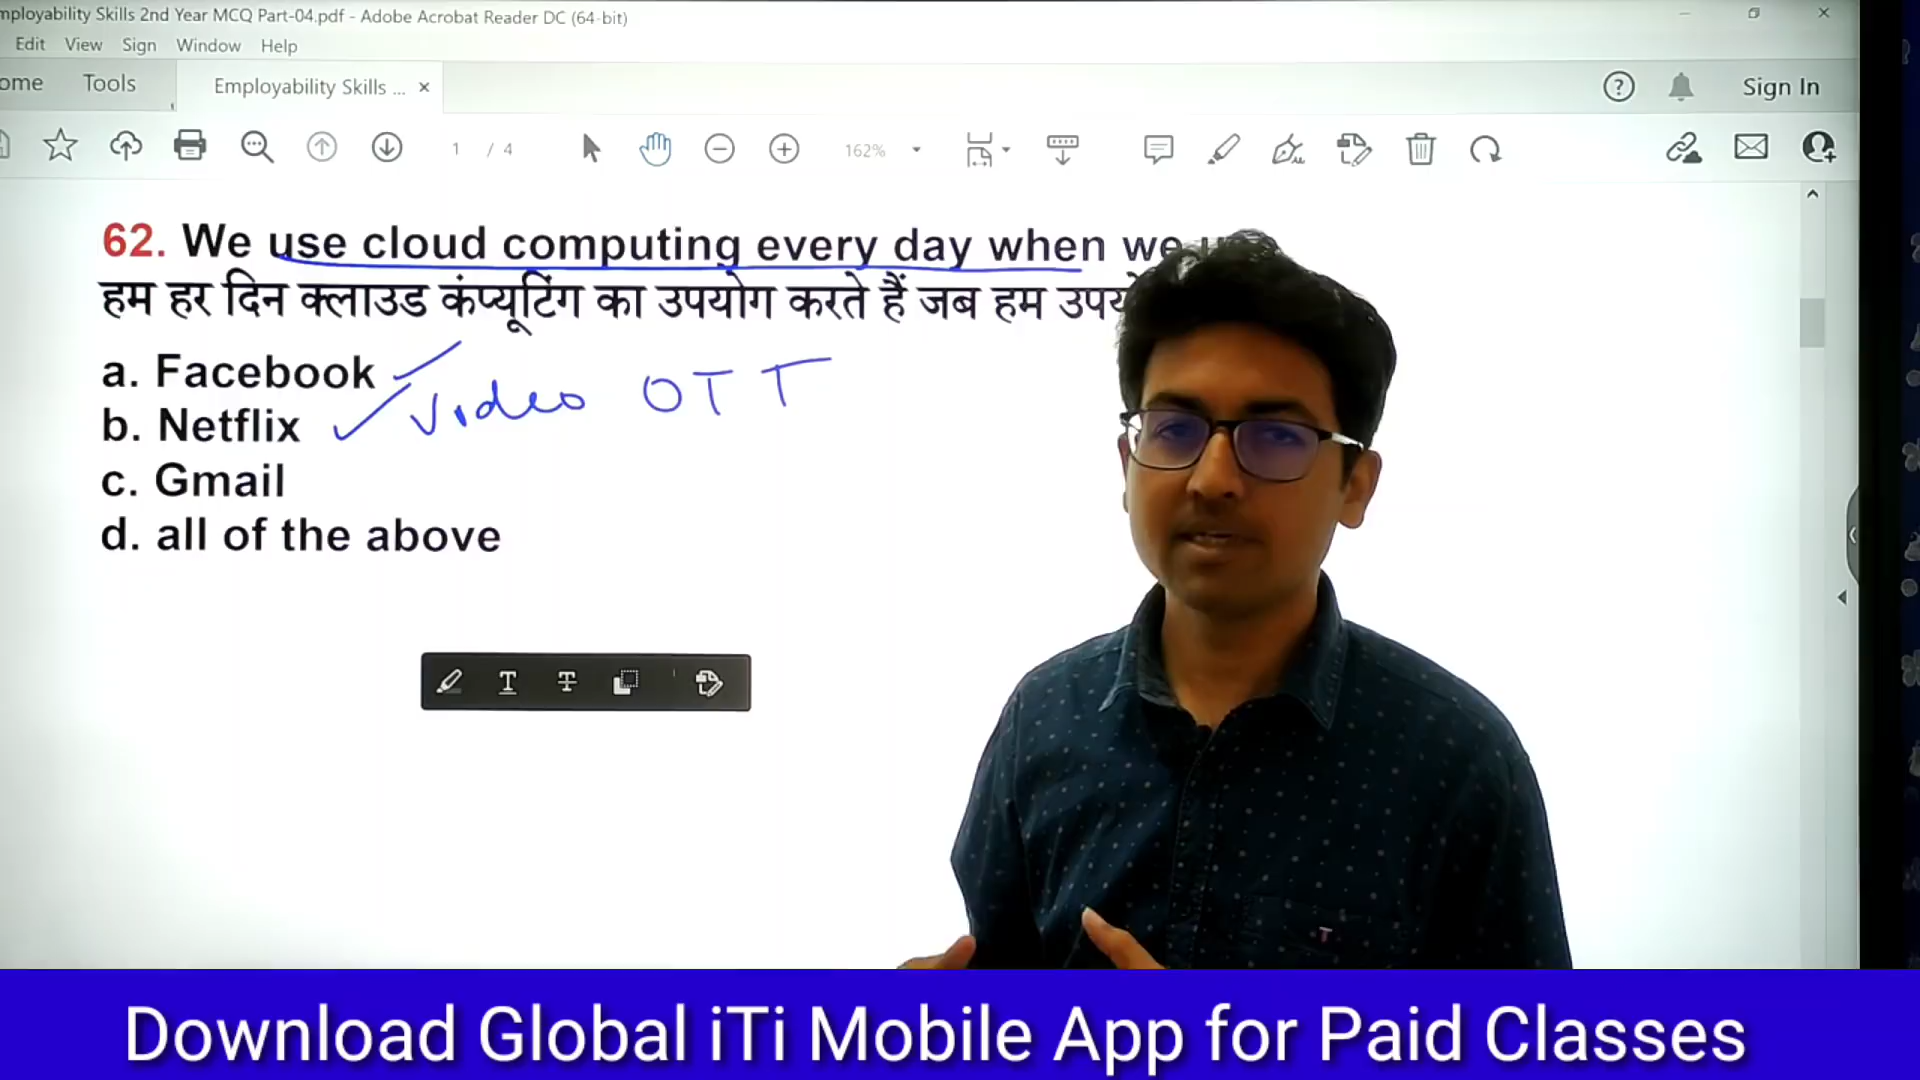 mployability Skills 2nd Year MCQ Part-04.pdf - Adobe Acrobat Reader DC (64-bit)
Edit View Sign Window Help
ome Tools Employability Skills ... × Sign In
1 / 4 162%
62. We use cloud computing every day when we
हम हर दिन क्लाउड कंप्यूटिंग का उपयोग करते हैं जब हम
a. Facebook
Video OTT
b. Netflix
c. Gmail
d. all of the above
Download Global iTi Mobile App for Paid Classes